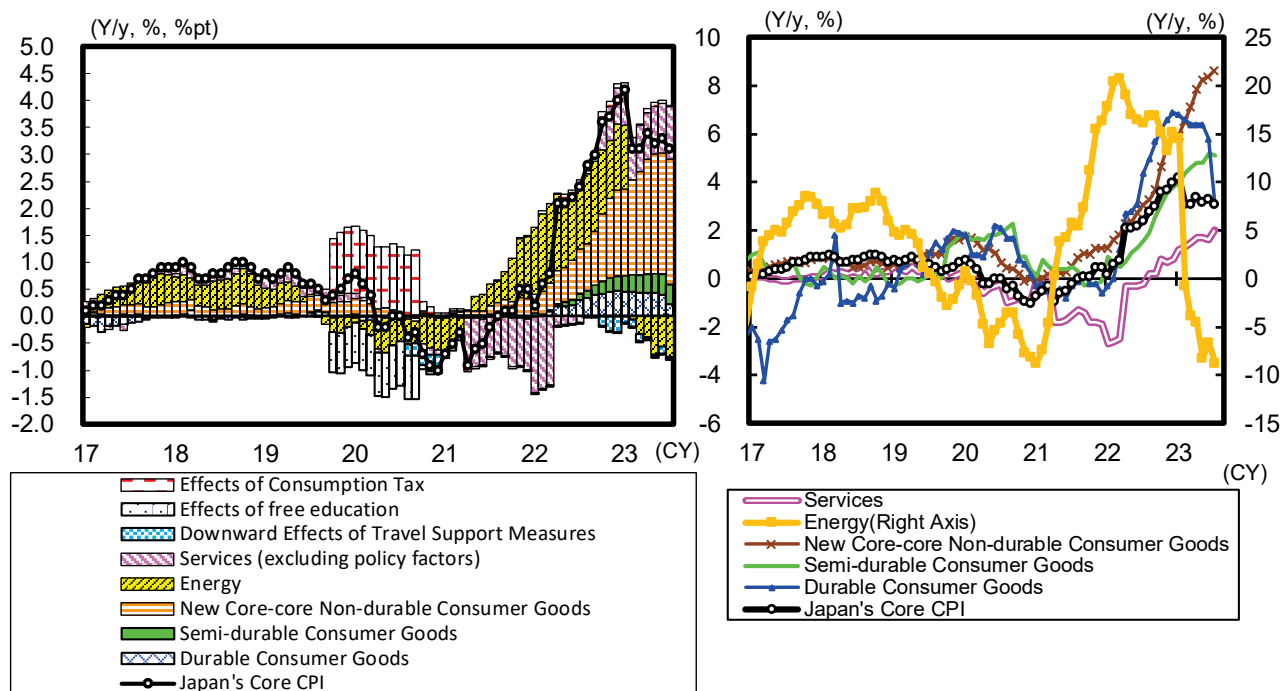 (Y/y, %, %pt)
5.0
4.5
4.0
3.5
3.0
2.5
2.0
1.5
1.0
0.5
0.0
-0.5
-1.0
-1.5
-2.0
17 18 19 20 21 22 23 (CY)
Effects of Consumption Tax
Effects of free education
Downward Effects of Travel Support Measures
Services (excluding policy factors)
Energy
New Core-core Non-durable Consumer Goods
Semi-durable Consumer Goods
Durable Consumer Goods
Japan's Core CPI
(Y/y, %) (Y/y, %)
10
8
6
4
2
0
-2
-4
-6
25
20
15
10
5
0
-5
-10
-15
17 18 19 20 21 22 23
(CY)
Services
Energy(Right Axis)
New Core-core Non-durable Consumer Goods
Semi-durable Consumer Goods
Durable Consumer Goods
Japan's Core CPI